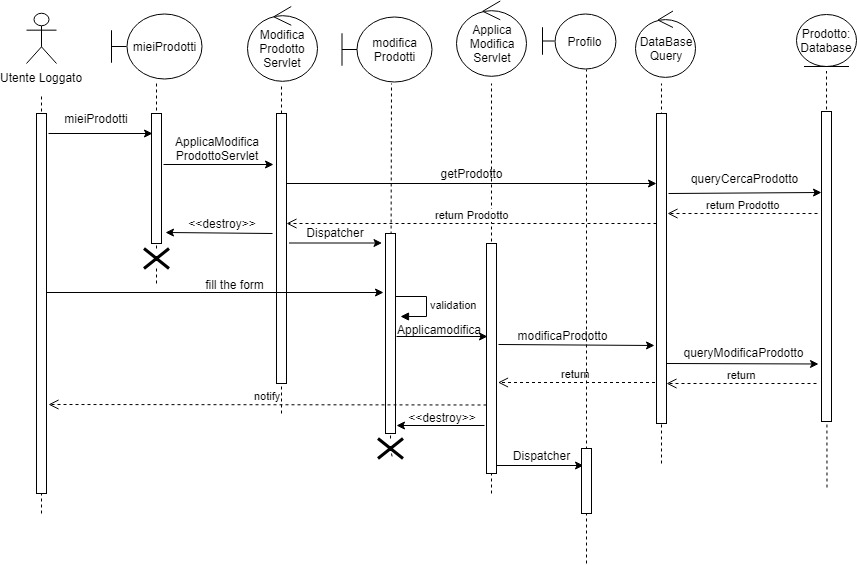 Utente Loggato
mieiProdotti
Modifica
Prodotto
Servlet
modifica
Prodotti
Applica
Modifica
Servlet
Profilo
DataBase
Query
Prodotto:
Database
mieiProdotti
ApplicaModifica
ProdottoServlet
getProdotto
queryCercaProdotto
return Prodotto
return Prodotto
<<destroy>>
Dispatcher
fill the form
validation
Applicamodifica
modificaProdotto
queryModificaProdotto
return
return
notify
<<destroy>>
Dispatcher